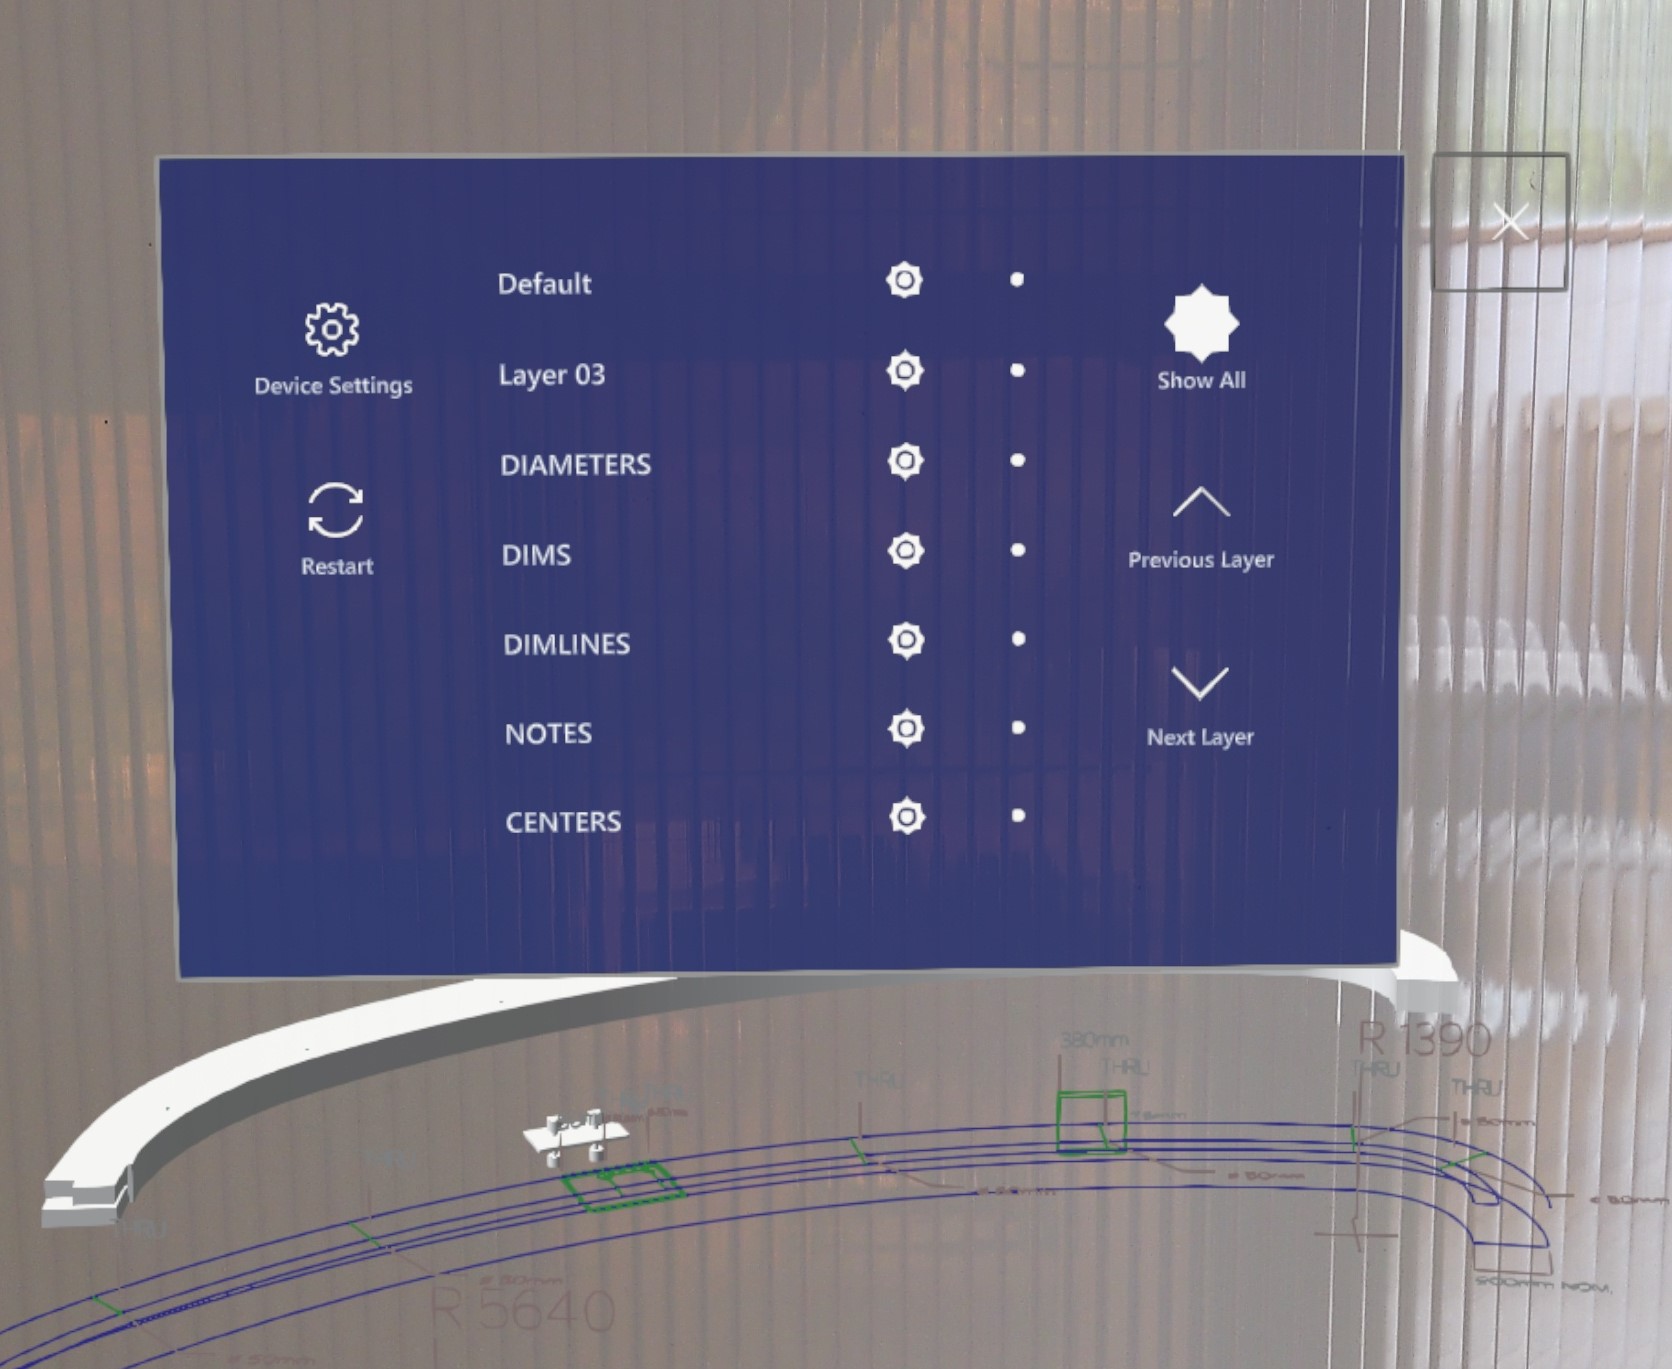 Default
Layer 03
DIAMETERS
DIMS
DIMLINES
NOTES
CENTERS
Device Settings
Restart
Show All
Previous Layer
Next Layer
380mm
R 1390
THRU
THRU
THRU
THRU
THRU
R 5640